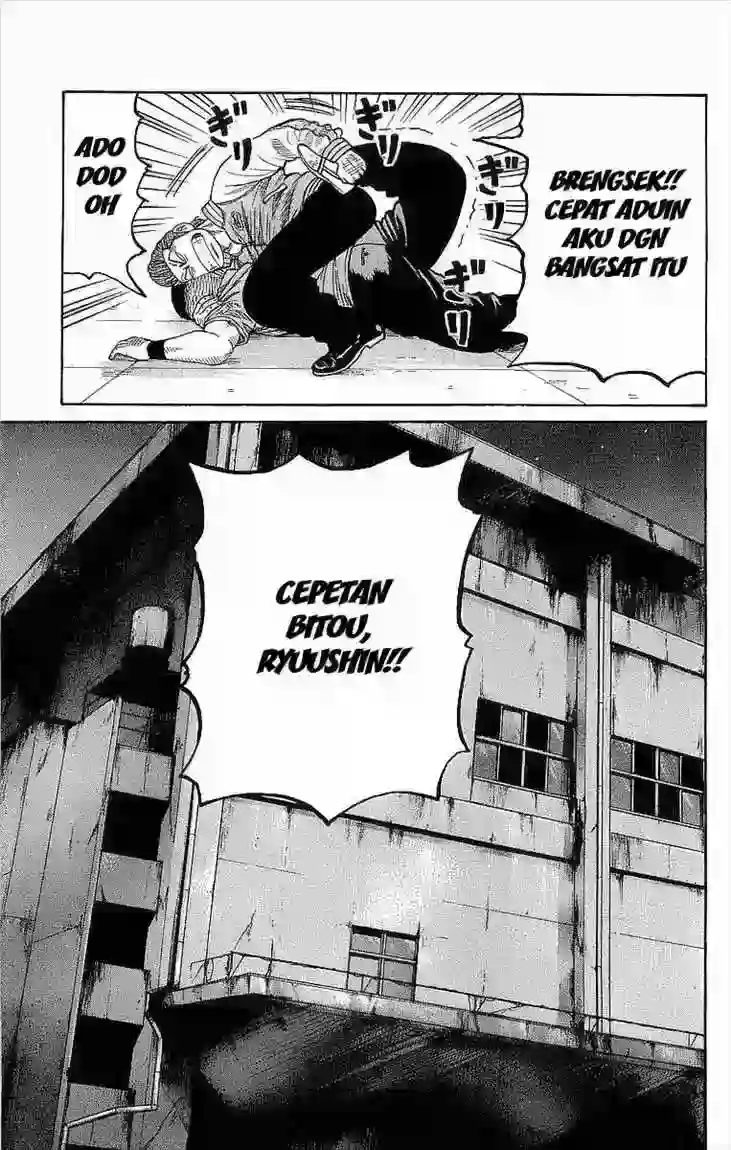 BRENGSEK!!
CEPAT ADUIN
AKU DGN
BANGSAT ITU
ギリ
ギリ
ギリ
ギリ
ADO
DOD
OH
CEPETAN
BITOU,
RYUUSHIN!!